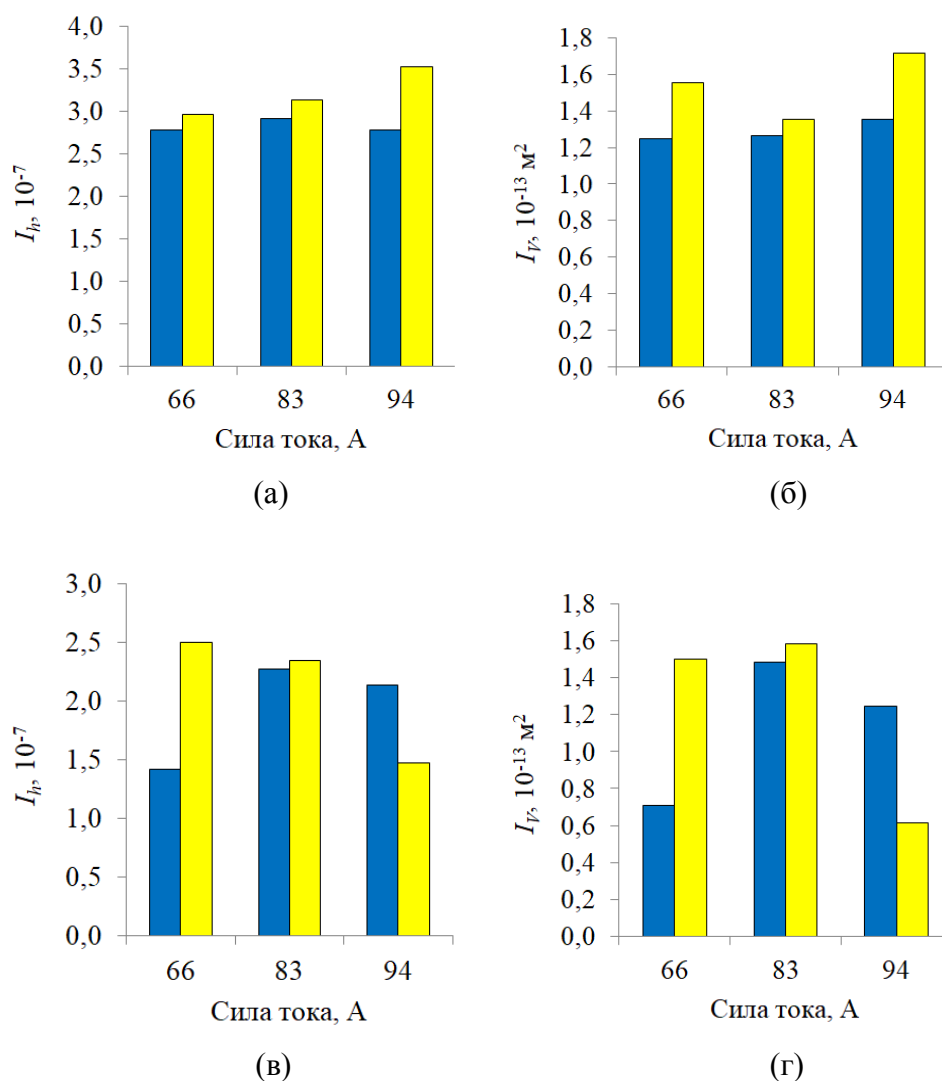 4,0
3,5
3,0
2,5
2,0
1,5
1,0
0,5
0,0
I_h, 10⁻⁷
66 83 94
Сила тока, А
(а)
1,8
1,6
1,4
1,2
1,0
0,8
0,6
0,4
0,2
0,0
I_V, 10⁻¹³ м²
66 83 94
Сила тока, А
(б)
3,0
2,5
2,0
1,5
1,0
0,5
0,0
I_h, 10⁻⁷
66 83 94
Сила тока, А
(в)
1,8
1,6
1,4
1,2
1,0
0,8
0,6
0,4
0,2
0,0
I_V, 10⁻¹³ м²
66 83 94
Сила тока, А
(г)